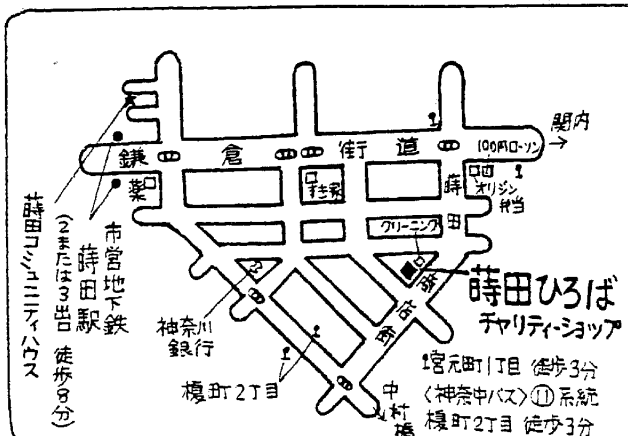 関内
→
100円ローソン
オリジン
弁当
鎌倉街道
薬
すき家
蒔田
クリーニング
商店街
蒔田ひろば
チャリティーショップ
宮元町1丁目 徒歩3分
〈神奈中バス〉⑪系統
榎町2丁目 徒歩3分
神奈川
銀行
榎町2丁目
中村橋
市営地下鉄
蒔田駅
(2または3出口 徒歩8分)
蒔田コミュニティハウス